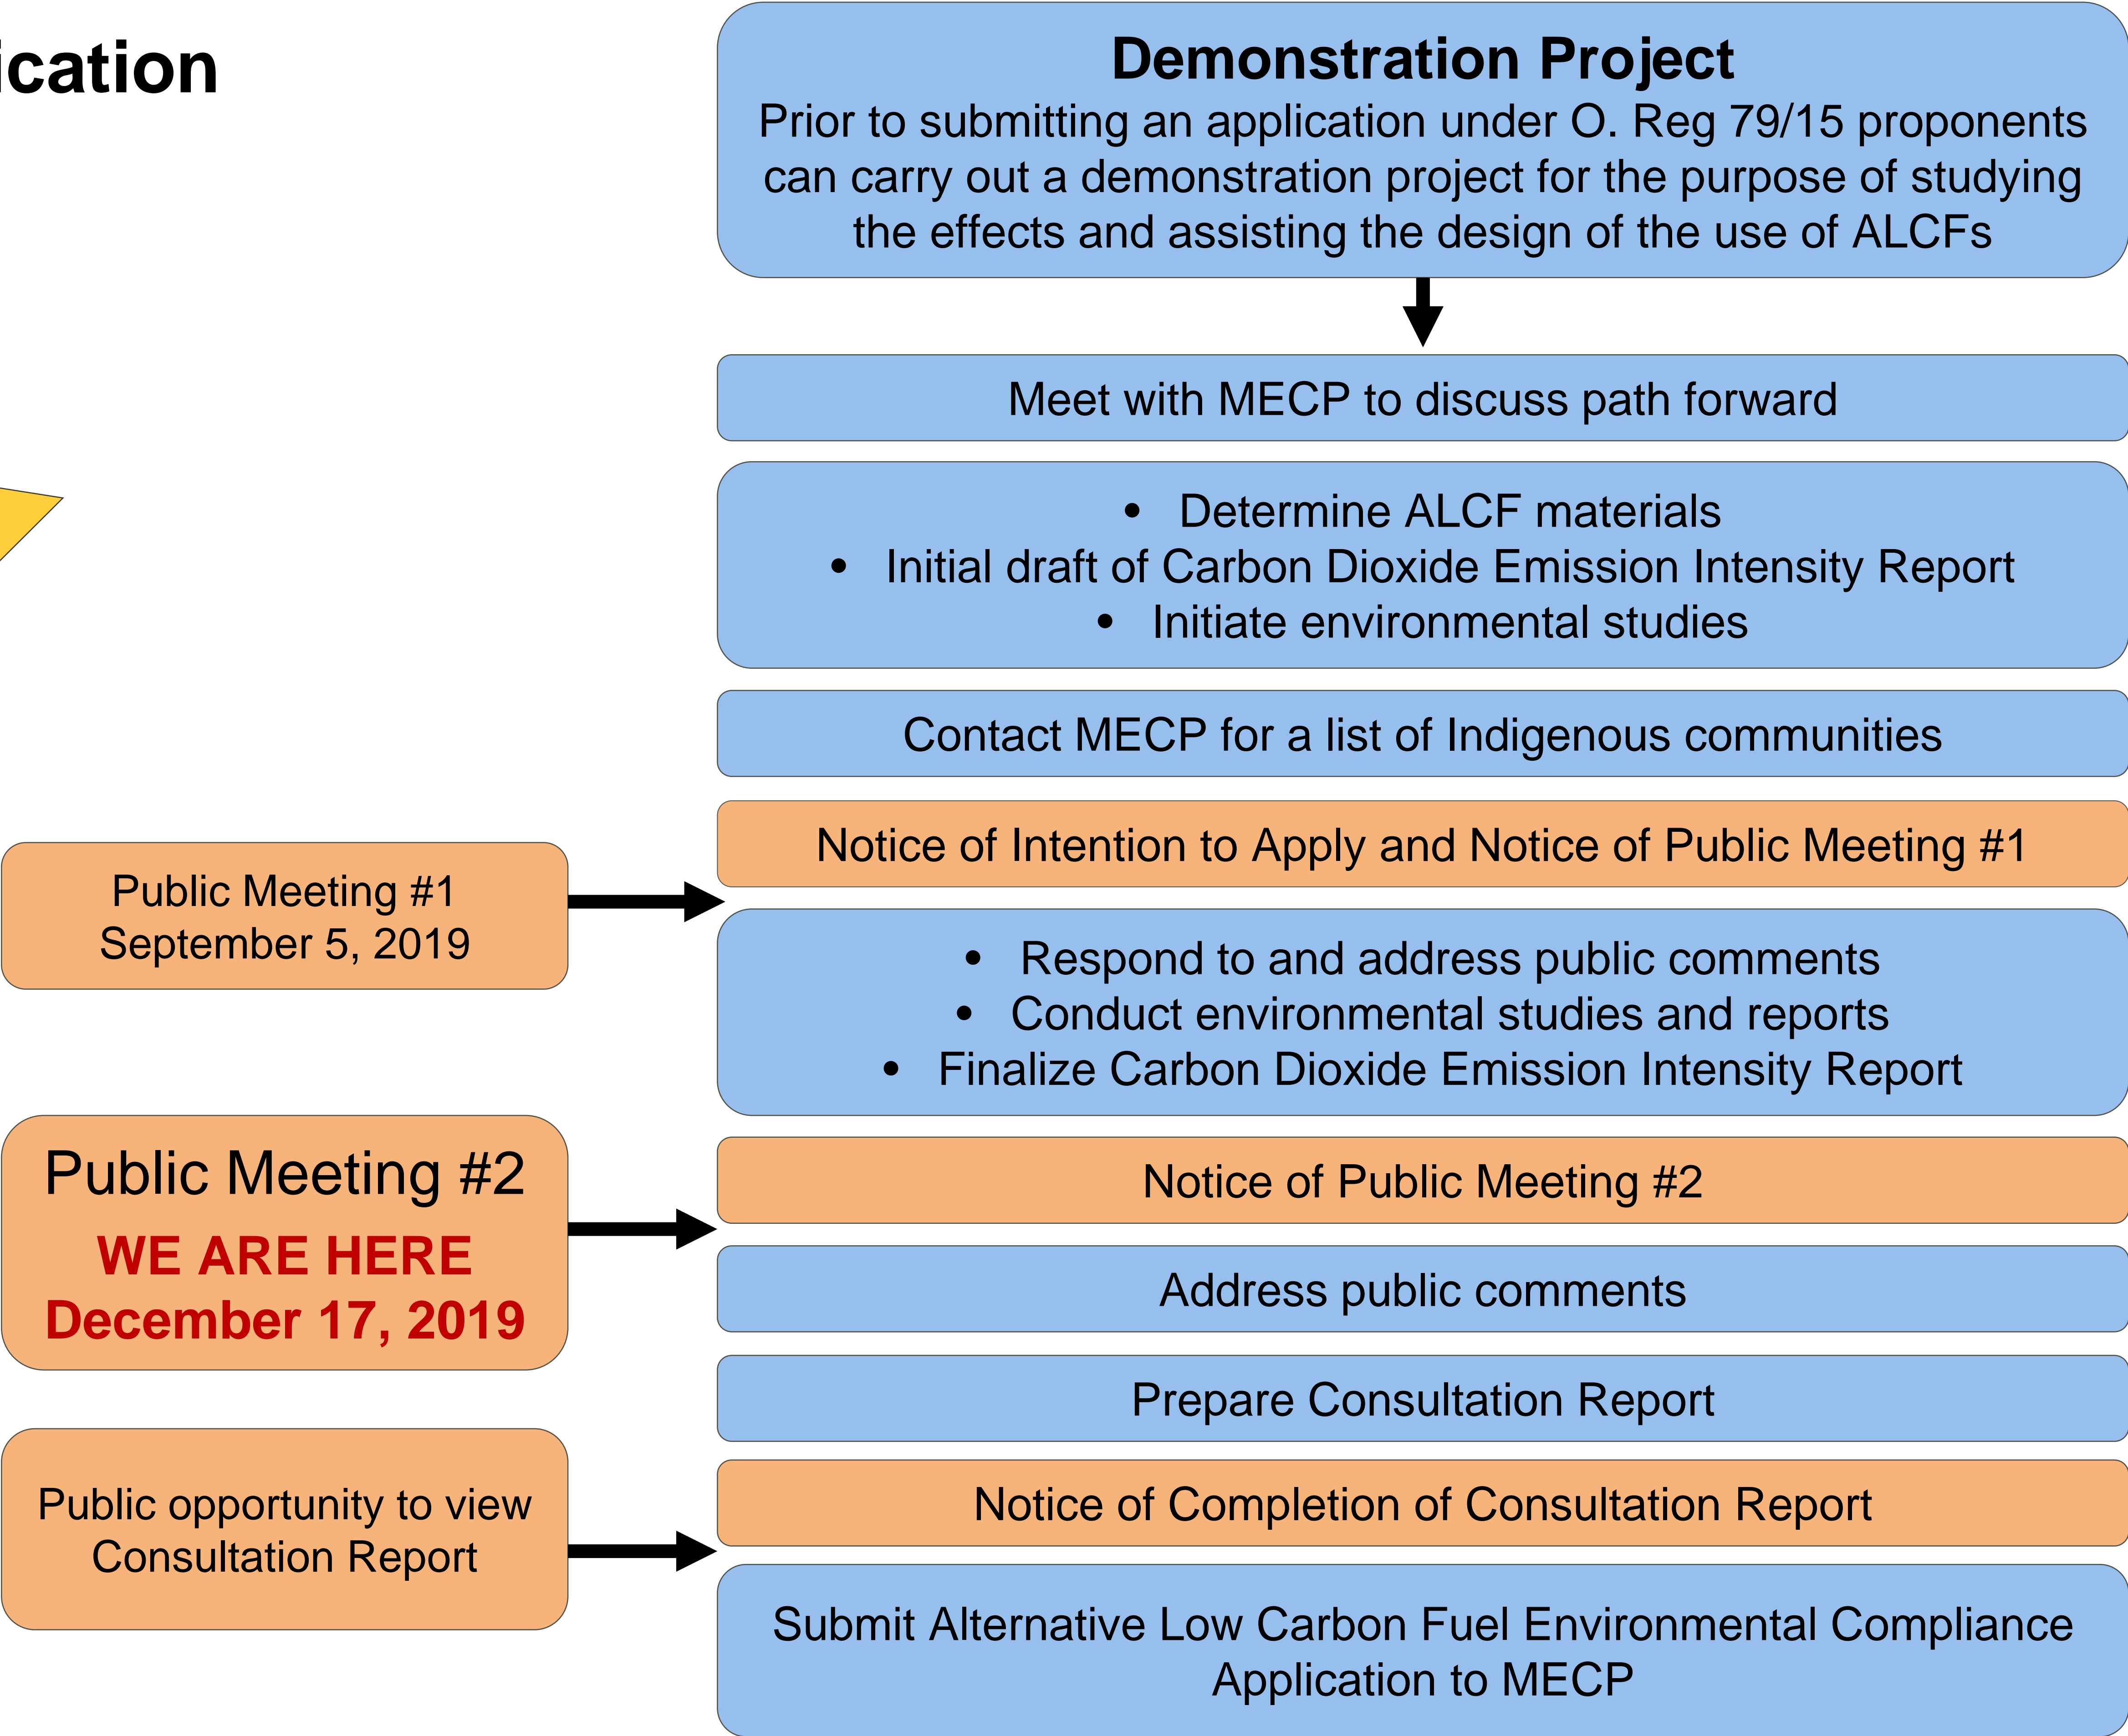 ication
Demonstration Project
Prior to submitting an application under O. Reg 79/15 proponents
can carry out a demonstration project for the purpose of studying
the effects and assisting the design of the use of ALCFs
Meet with MECP to discuss path forward
• Determine ALCF materials
• Initial draft of Carbon Dioxide Emission Intensity Report
• Initiate environmental studies
Contact MECP for a list of Indigenous communities
Notice of Intention to Apply and Notice of Public Meeting #1
Public Meeting #1
September 5, 2019
• Respond to and address public comments
• Conduct environmental studies and reports
• Finalize Carbon Dioxide Emission Intensity Report
Public Meeting #2
WE ARE HERE
December 17, 2019
Notice of Public Meeting #2
Address public comments
Prepare Consultation Report
Notice of Completion of Consultation Report
Public opportunity to view
Consultation Report
Submit Alternative Low Carbon Fuel Environmental Compliance
Application to MECP